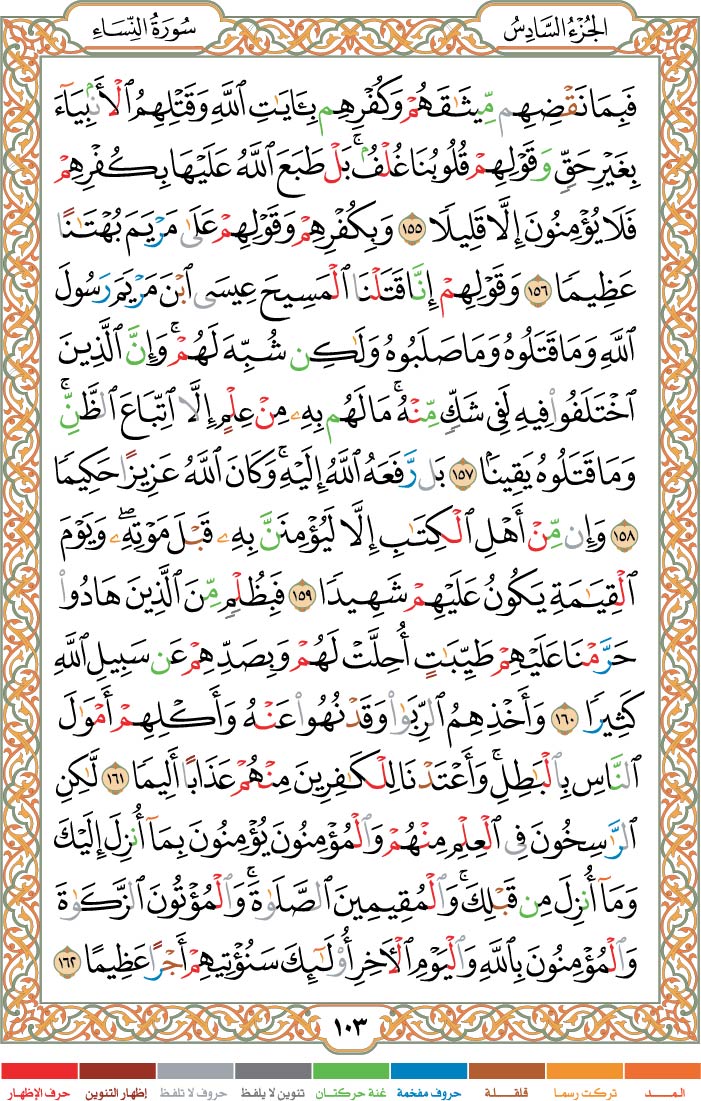 الجُزْءُ السَّادِسُ
سُورَةُ النِّسَاءِ
فَبِمَا نَقْضِهِم مِّيثَٰقَهُمْ وَكُفْرِهِم بِـَٔايَٰتِ ٱللَّهِ وَقَتْلِهِمُ ٱلْأَنۢبِيَآءَ
بِغَيْرِ حَقٍّ وَقَوْلِهِمْ قُلُوبُنَا غُلْفُۢ ۚ بَلْ طَبَعَ ٱللَّهُ عَلَيْهَا بِكُفْرِهِمْ
فَلَا يُؤْمِنُونَ إِلَّا قَلِيلًا ١٥٥ وَبِكُفْرِهِمْ وَقَوْلِهِمْ عَلَىٰ مَرْيَمَ بُهْتَٰنًا
عَظِيمًا ١٥٦ وَقَوْلِهِمْ إِنَّا قَتَلْنَا ٱلْمَسِيحَ عِيسَى ٱبْنَ مَرْيَمَ رَسُولَ
ٱللَّهِ وَمَا قَتَلُوهُ وَمَا صَلَبُوهُ وَلَٰكِن شُبِّهَ لَهُمْ ۚ وَإِنَّ ٱلَّذِينَ
ٱخْتَلَفُوا۟ فِيهِ لَفِى شَكٍّ مِّنْهُ ۚ مَا لَهُم بِهِۦ مِنْ عِلْمٍ إِلَّا ٱتِّبَاعَ ٱلظَّنِّ ۚ
وَمَا قَتَلُوهُ يَقِينًۢا ١٥٧ بَل رَّفَعَهُ ٱللَّهُ إِلَيْهِ ۚ وَكَانَ ٱللَّهُ عَزِيزًا حَكِيمًا
١٥٨ وَإِن مِّنْ أَهْلِ ٱلْكِتَٰبِ إِلَّا لَيُؤْمِنَنَّ بِهِۦ قَبْلَ مَوْتِهِۦ ۖ وَيَوْمَ
ٱلْقِيَٰمَةِ يَكُونُ عَلَيْهِمْ شَهِيدًا ١٥٩ فَبِظُلْمٍ مِّنَ ٱلَّذِينَ هَادُوا۟
حَرَّمْنَا عَلَيْهِمْ طَيِّبَٰتٍ أُحِلَّتْ لَهُمْ وَبِصَدِّهِمْ عَن سَبِيلِ ٱللَّهِ
كَثِيرًا ١٦٠ وَأَخْذِهِمُ ٱلرِّبَوٰا۟ وَقَدْ نُهُوا۟ عَنْهُ وَأَكْلِهِمْ أَمْوَٰلَ
ٱلنَّاسِ بِٱلْبَٰطِلِ ۚ وَأَعْتَدْنَا لِلْكَٰفِرِينَ مِنْهُمْ عَذَابًا أَلِيمًا ١٦١ لَّٰكِنِ
ٱلرَّٰسِخُونَ فِى ٱلْعِلْمِ مِنْهُمْ وَٱلْمُؤْمِنُونَ يُؤْمِنُونَ بِمَآ أُنزِلَ إِلَيْكَ
وَمَآ أُنزِلَ مِن قَبْلِكَ ۚ وَٱلْمُقِيمِينَ ٱلصَّلَوٰةَ ۚ وَٱلْمُؤْتُونَ ٱلزَّكَوٰةَ
وَٱلْمُؤْمِنُونَ بِٱللَّهِ وَٱلْيَوْمِ ٱلْءَاخِرِ أُو۟لَٰٓئِكَ سَنُؤْتِيهِمْ أَجْرًا عَظِيمًا ١٦٢
١٠٣
المــد
تركت رسما
قلقلة
حروف مفخمة
غنة حركتان
تنوين لا يلفظ
حروف لا تلفظ
إظهار التنوين
حرف الإظهار